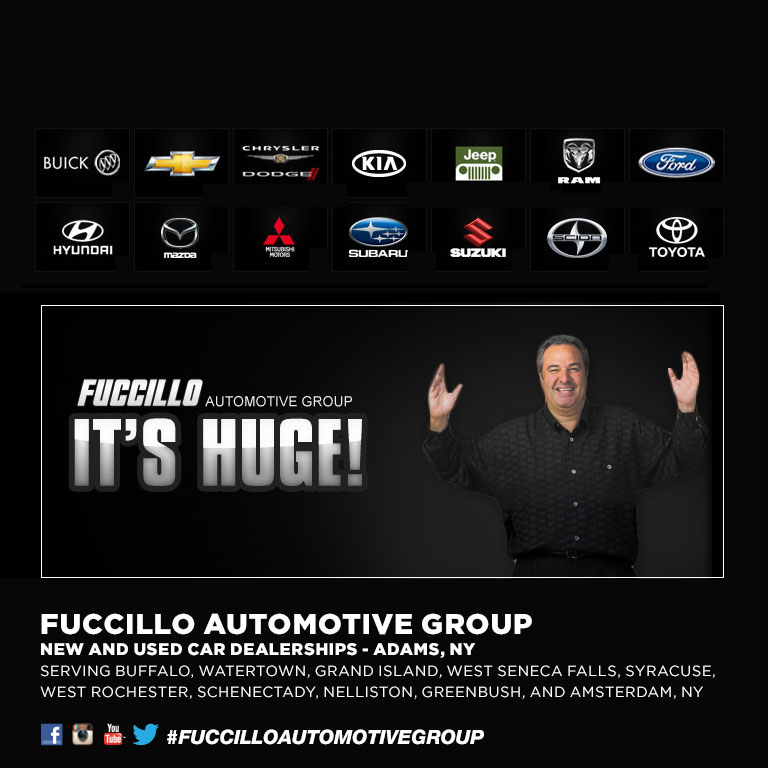 BUICK
CHRYSLER
DODGE
KIA
Jeep
RAM
Ford
HYUNDAI
mazda
MITSUBISHI
MOTORS
SUBARU
SUZUKI
SCION
TOYOTA
FUCCILLO AUTOMOTIVE GROUP
IT'S HUGE!
FUCCILLO AUTOMOTIVE GROUP
NEW AND USED CAR DEALERSHIPS - ADAMS, NY
SERVING BUFFALO, WATERTOWN, GRAND ISLAND, WEST SENECA FALLS, SYRACUSE,
WEST ROCHESTER, SCHENECTADY, NELLISTON, GREENBUSH, AND AMSTERDAM, NY
You
Tube
#FUCCILLOAUTOMOTIVEGROUP